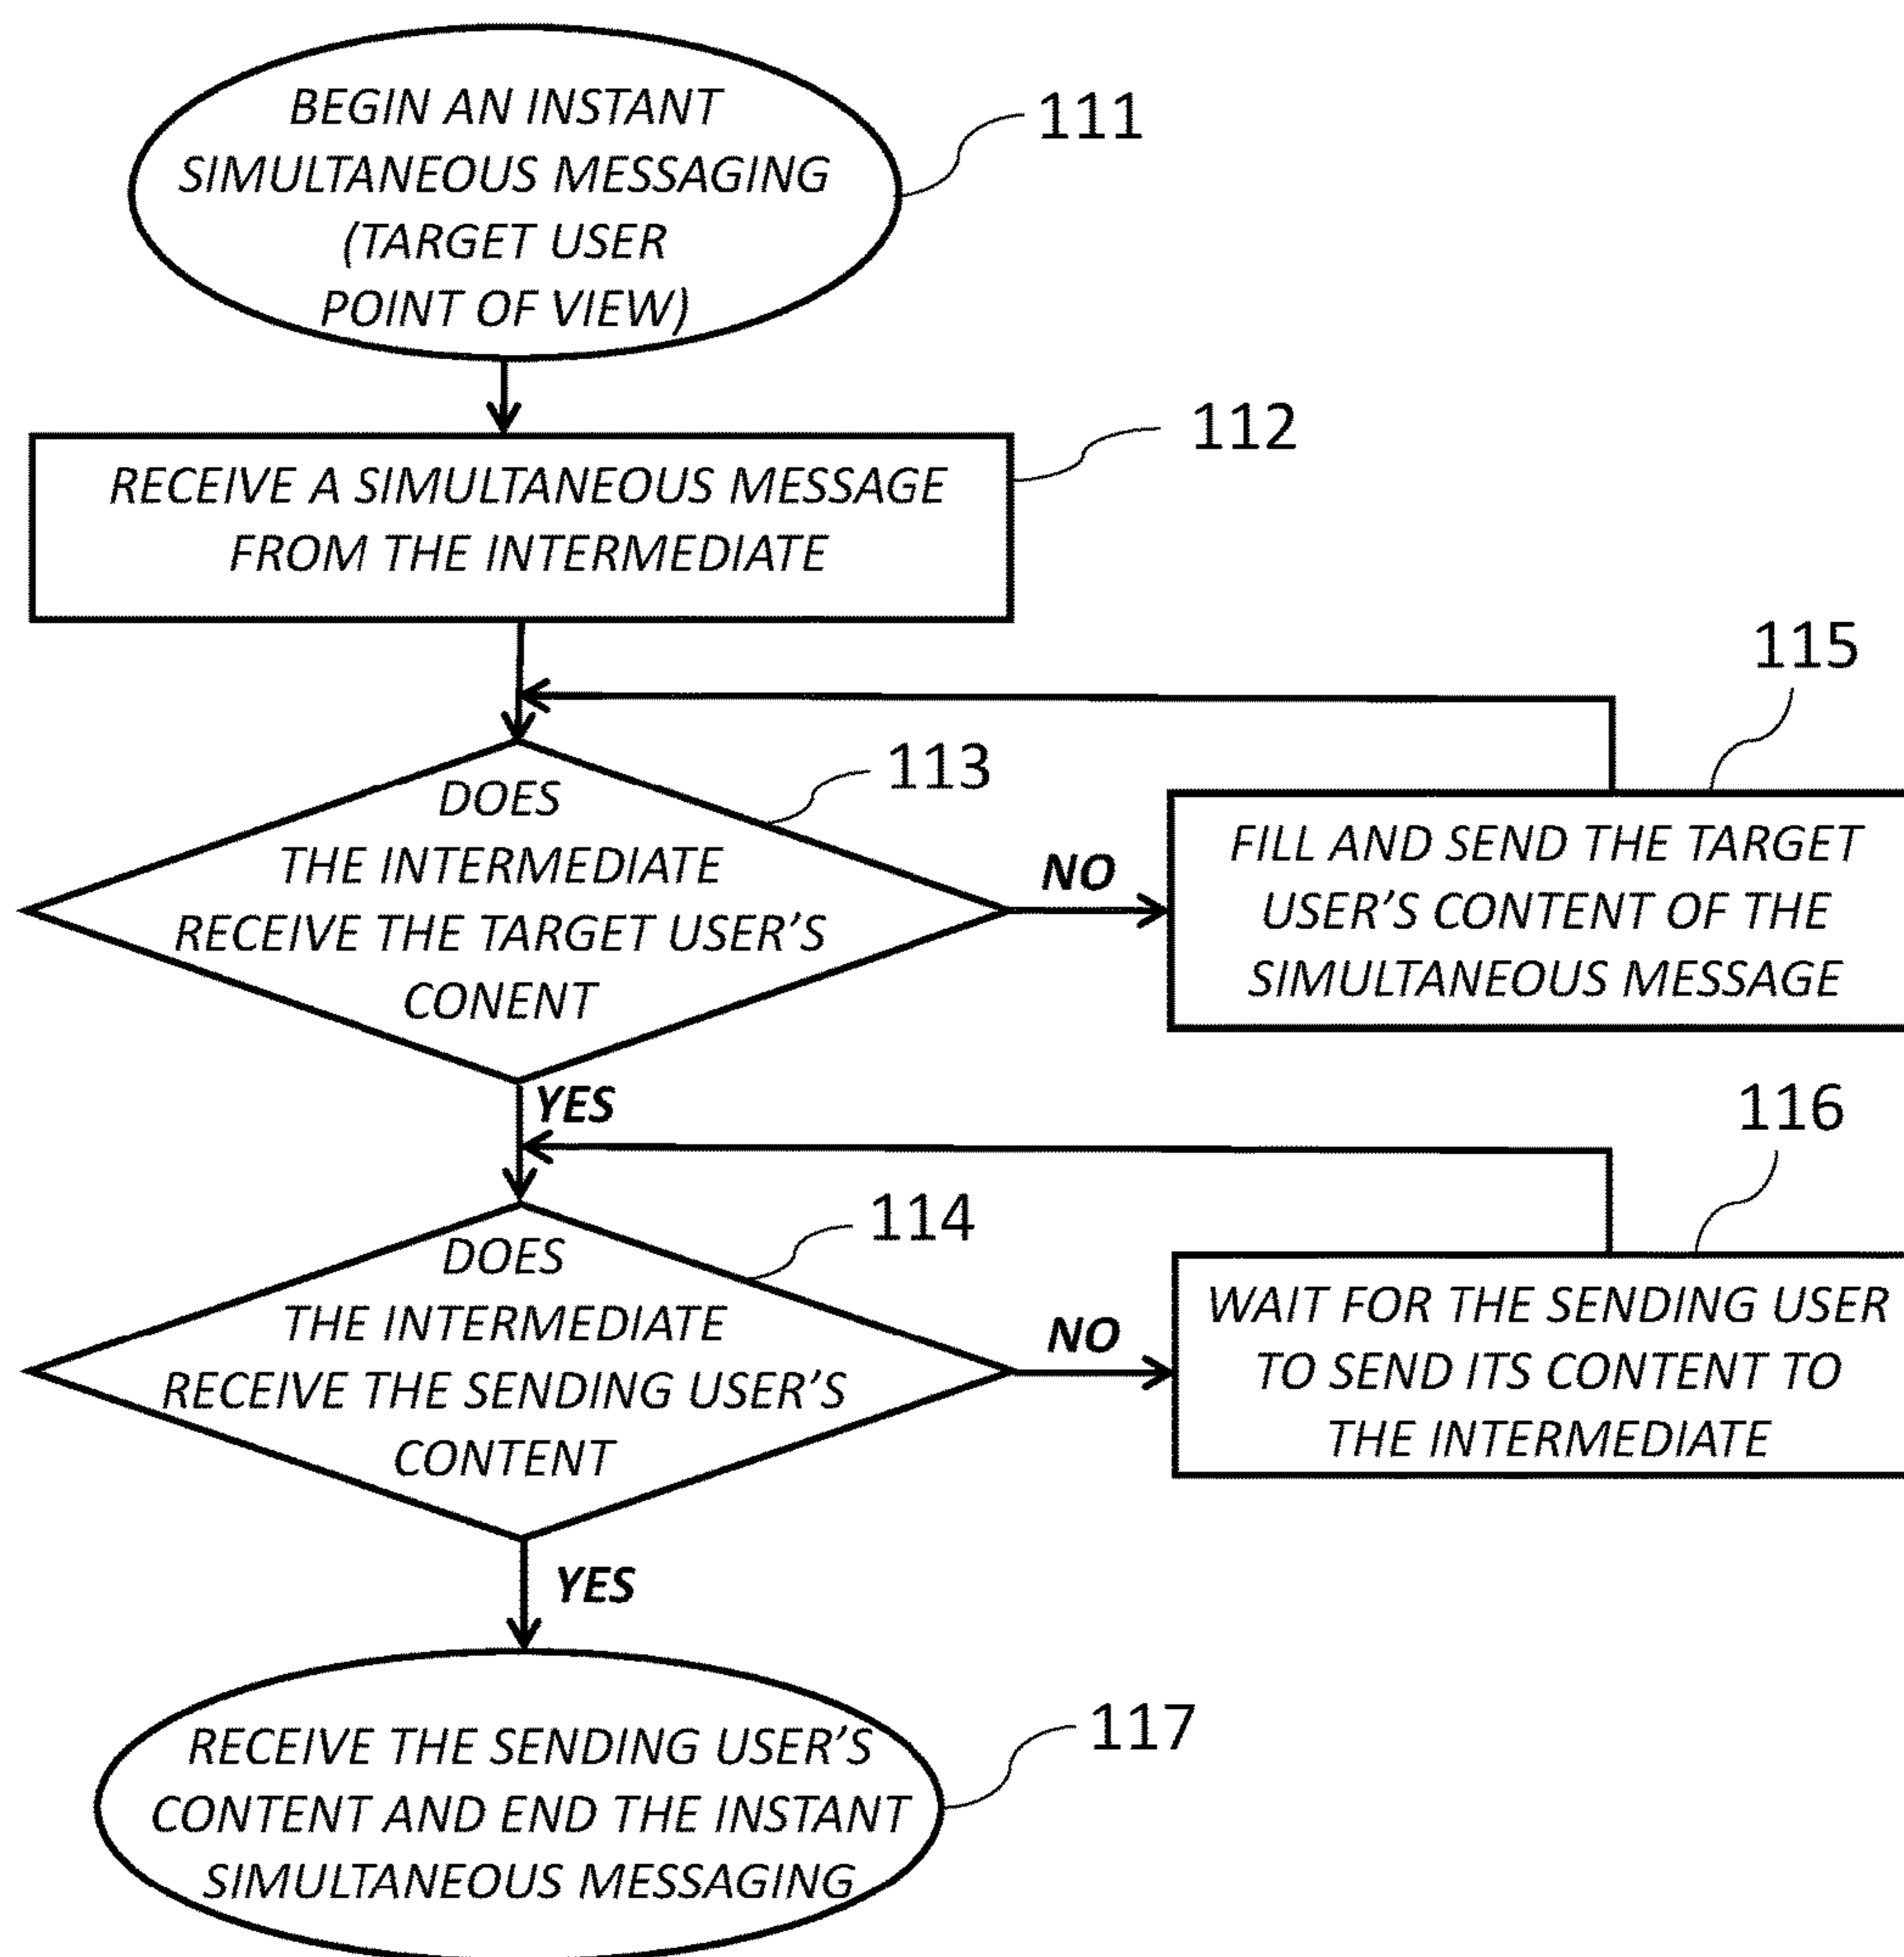 BEGIN AN INSTANT
SIMULTANEOUS MESSAGING
(TARGET USER
POINT OF VIEW)
111
RECEIVE A SIMULTANEOUS MESSAGE
FROM THE INTERMEDIATE
112
DOES
THE INTERMEDIATE
RECEIVE THE TARGET USER'S
CONENT
113
NO
FILL AND SEND THE TARGET
USER'S CONTENT OF THE
SIMULTANEOUS MESSAGE
115
YES
DOES
THE INTERMEDIATE
RECEIVE THE SENDING USER'S
CONTENT
114
NO
WAIT FOR THE SENDING USER
TO SEND ITS CONTENT TO
THE INTERMEDIATE
116
YES
RECEIVE THE SENDING USER'S
CONTENT AND END THE INSTANT
SIMULTANEOUS MESSAGING
117